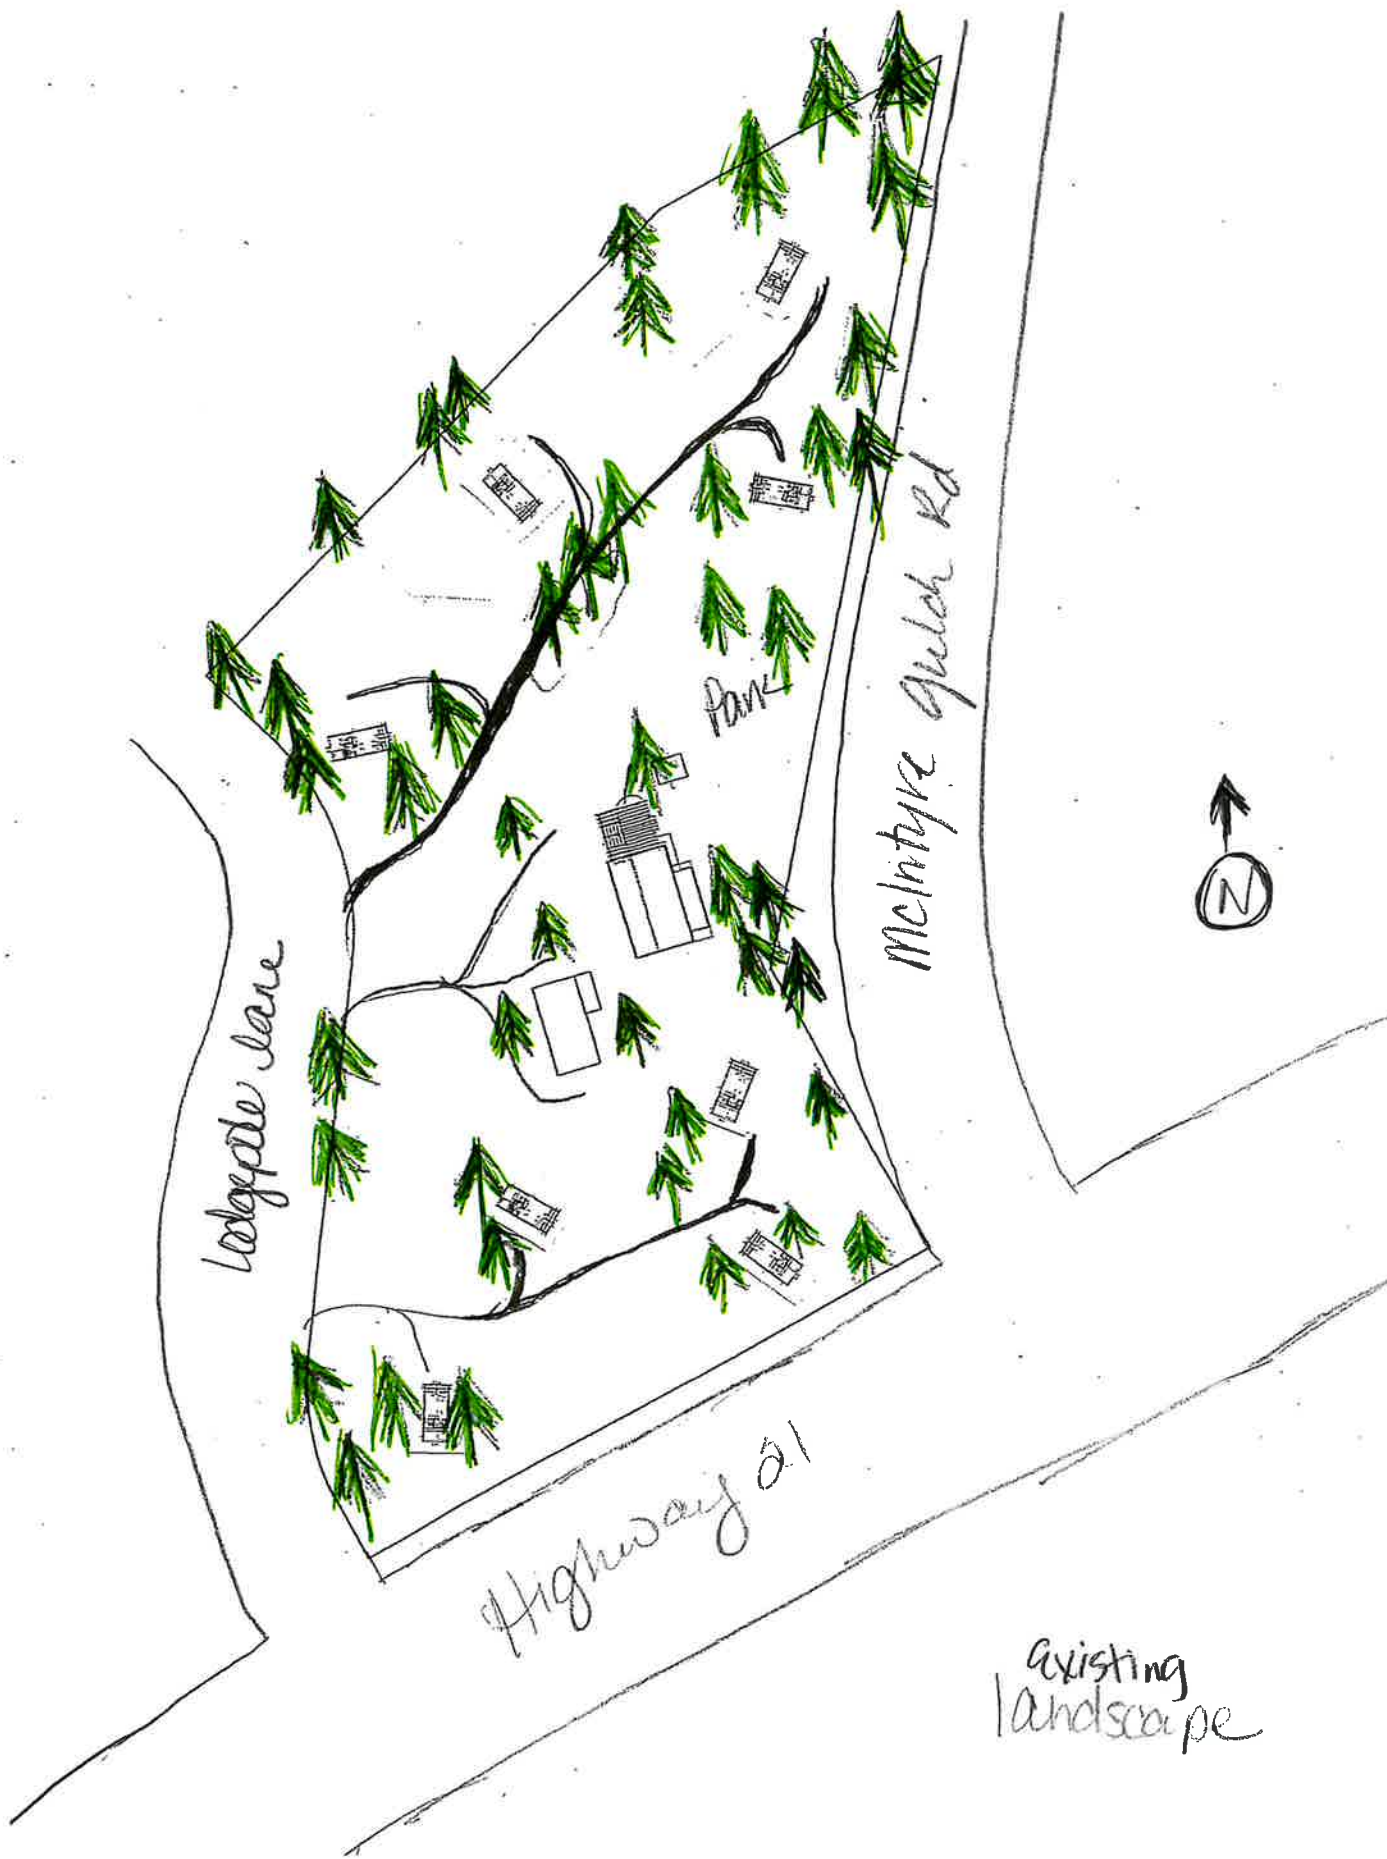 Park
McIntyre Gulch Rd
N
Lodgepole Lane
Highway 21
existing
landscape